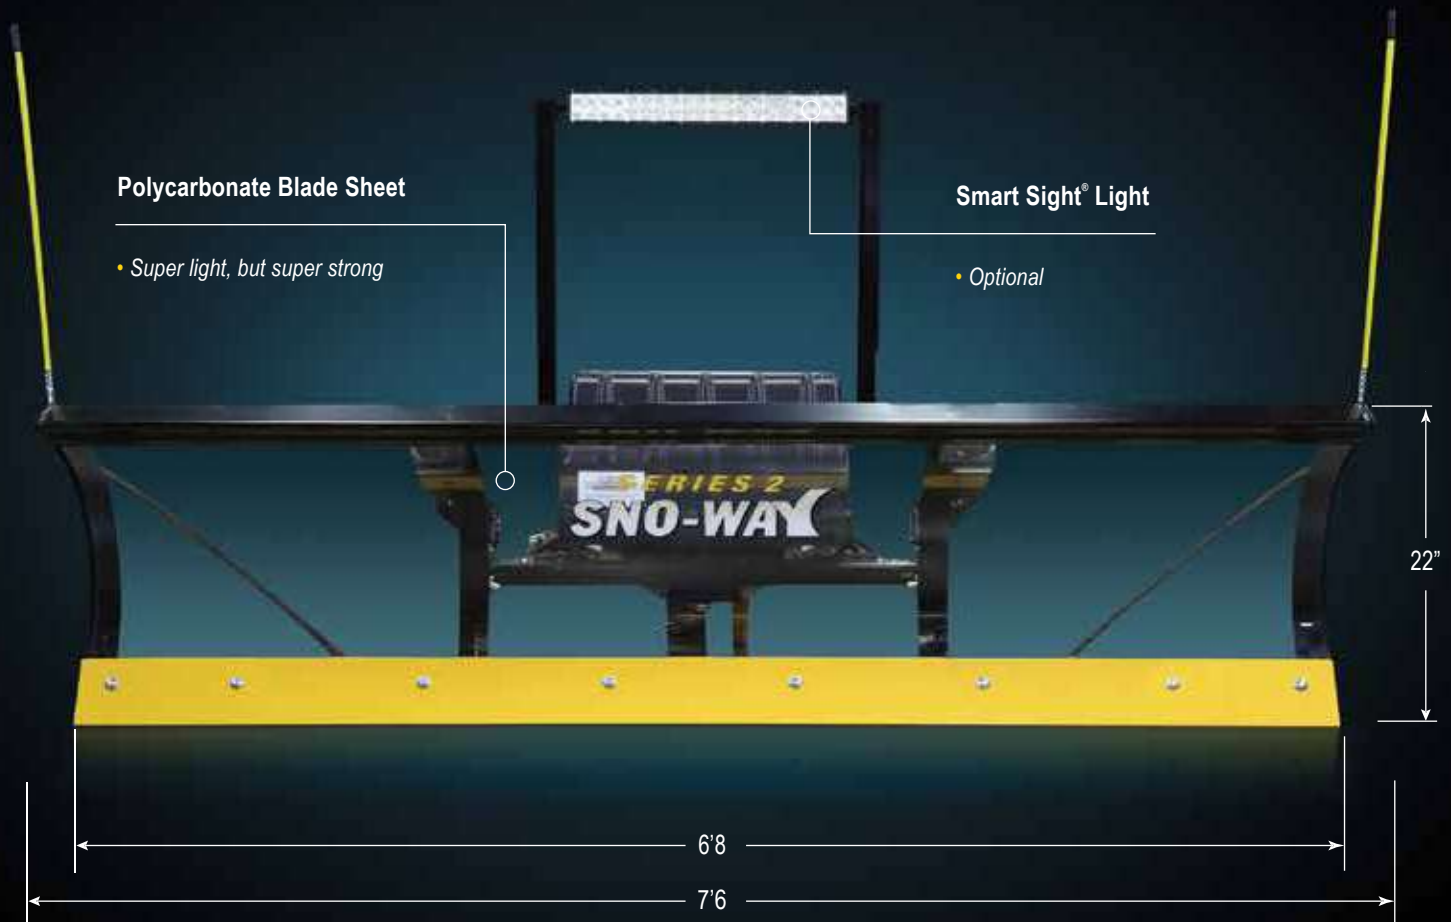 Polycarbonate Blade Sheet
• Super light, but super strong
Smart Sight® Light
• Optional
SERIES 2
SNO-WAY
22”
6’8
7’6